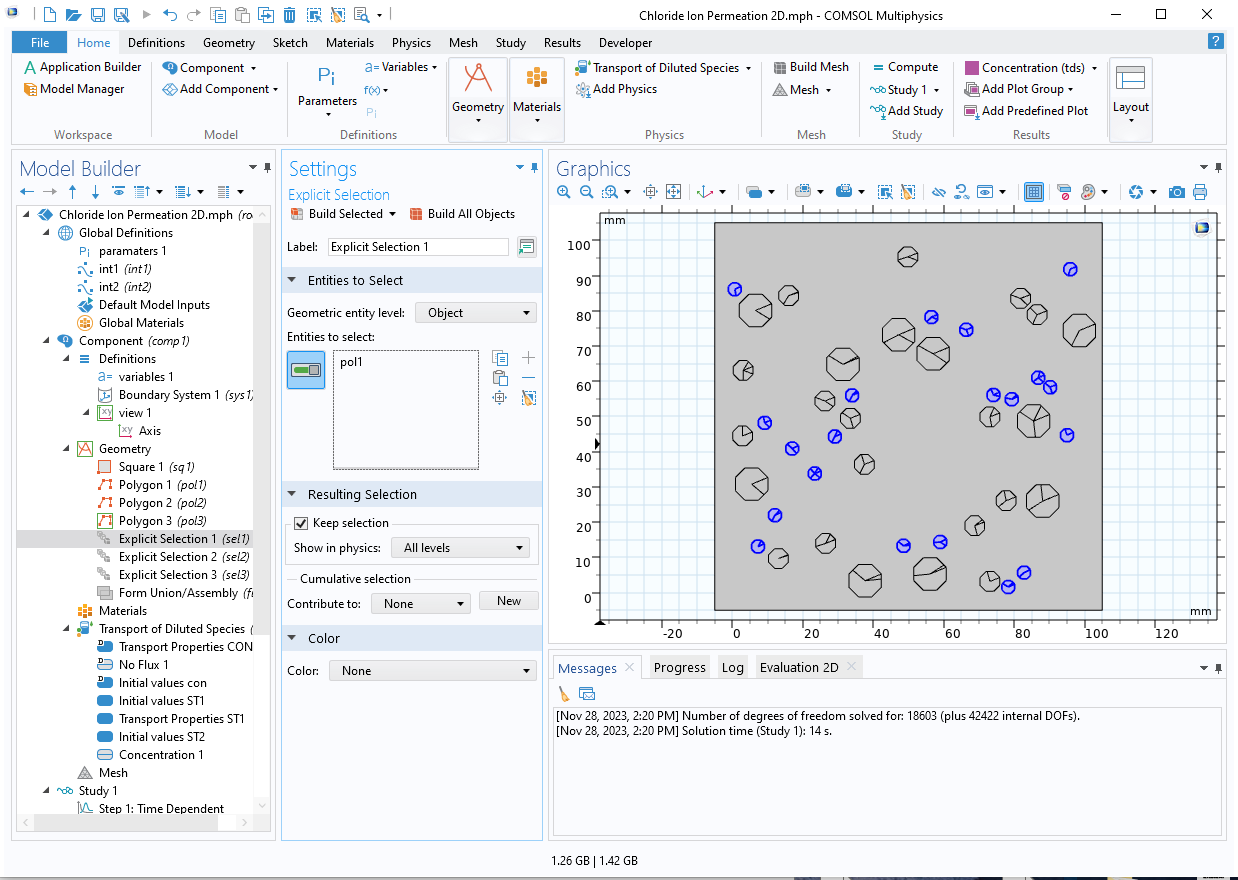 Chloride Ion Permeation 2D.mph - COMSOL Multiphysics
File Home Definitions Geometry Sketch Materials Physics Mesh Study Results Developer ?
A Application Builder
Model Manager
Workspace
Component
Add Component
Model
Pi
Parameters
a= Variables
f(x)
Pi
Definitions
Geometry
Materials
Transport of Diluted Species
Add Physics
Physics
Build Mesh
Mesh
Mesh
= Compute
Study 1
Add Study
Study
Concentration (tds)
Add Plot Group
Add Predefined Plot
Results
Layout
Model Builder
Chloride Ion Permeation 2D.mph (roo
Global Definitions
Pi paramaters 1
int1 (int1)
int2 (int2)
Default Model Inputs
Global Materials
Component (comp1)
Definitions
a= variables 1
Boundary System 1 (sys1)
xy view 1
xy Axis
Geometry
Square 1 (sq1)
Polygon 1 (pol1)
Polygon 2 (pol2)
Polygon 3 (pol3)
Explicit Selection 1 (sel1)
Explicit Selection 2 (sel2)
Explicit Selection 3 (sel3)
Form Union/Assembly (fi
Materials
Transport of Diluted Species (
D Transport Properties CON
D No Flux 1
D Initial values con
Initial values ST1
Transport Properties ST1
Initial values ST2
Concentration 1
Mesh
Study 1
Step 1: Time Dependent
Settings
Explicit Selection
Build Selected Build All Objects
Label: Explicit Selection 1
Entities to Select
Geometric entity level: Object
Entities to select:
pol1
Resulting Selection
Keep selection
Show in physics: All levels
Cumulative selection
Contribute to: None New
Color
Color: None
Graphics
mm
100
90
80
70
60
50
40
30
20
10
0
mm
-20 0 20 40 60 80 100 120
Messages Progress Log Evaluation 2D
[Nov 28, 2023, 2:20 PM] Number of degrees of freedom solved for: 18603 (plus 42422 internal DOFs).
[Nov 28, 2023, 2:20 PM] Solution time (Study 1): 14 s.
1.26 GB | 1.42 GB